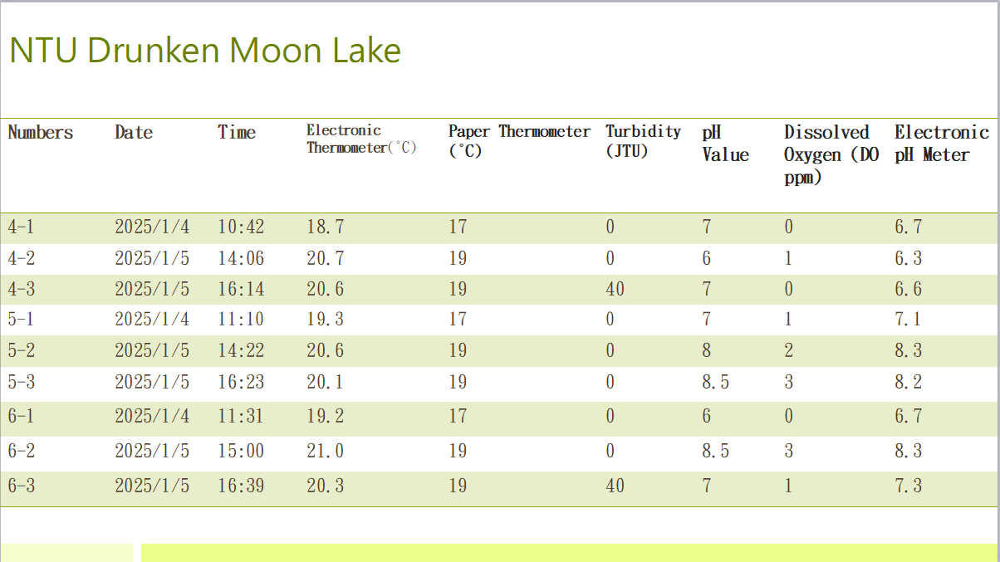 NTU Drunken Moon Lake
Numbers Date Time Electronic Thermometer(°C) Paper Thermometer (°C) Turbidity (JTU) pH Value Dissolved Oxygen (DO ppm) Electronic pH Meter
4-1 2025/1/4 10:42 18.7 17 0 7 0 6.7
4-2 2025/1/5 14:06 20.7 19 0 6 1 6.3
4-3 2025/1/5 16:14 20.6 19 40 7 0 6.6
5-1 2025/1/4 11:10 19.3 17 0 7 1 7.1
5-2 2025/1/5 14:22 20.6 19 0 8 2 8.3
5-3 2025/1/5 16:23 20.1 19 0 8.5 3 8.2
6-1 2025/1/4 11:31 19.2 17 0 6 0 6.7
6-2 2025/1/5 15:00 21.0 19 0 8.5 3 8.3
6-3 2025/1/5 16:39 20.3 19 40 7 1 7.3